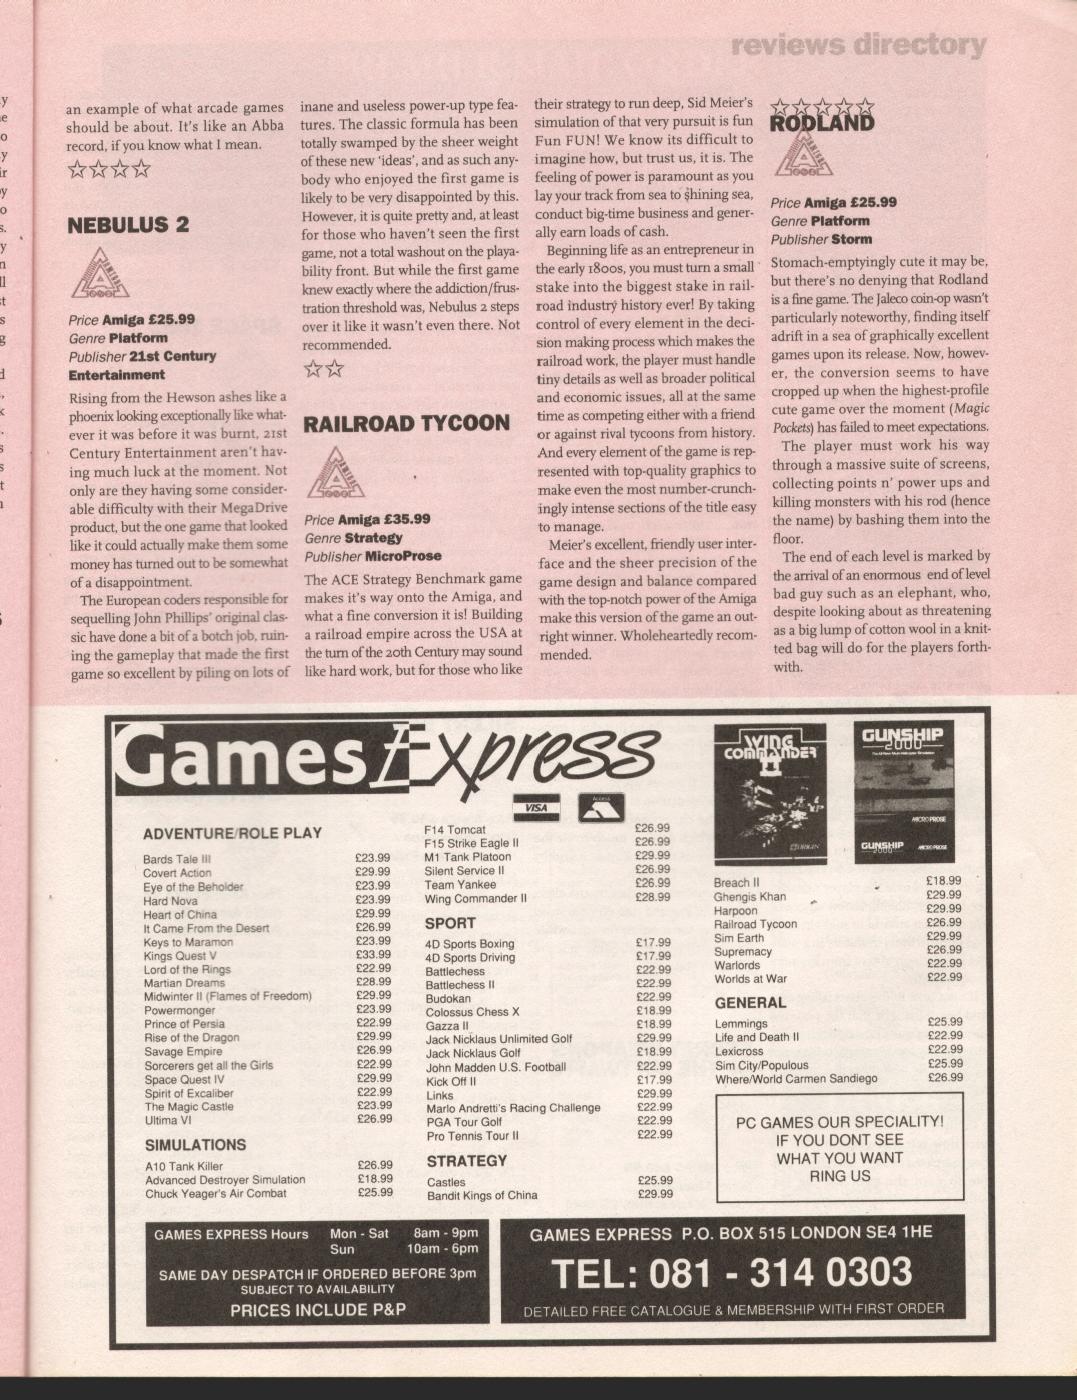 reviews directory
an example of what arcade games
should be about. It's like an Abba
record, if you know what I mean.
NEBULUS 2
Price Amiga £25.99
Genre Platform
Publisher 21st Century
Entertainment
Rising from the Hewson ashes like a
phoenix looking exceptionally like what-
ever it was before it was burnt, 21st
Century Entertainment aren't hav-
ing much luck at the moment. Not
only are they having some consider-
able difficulty with their MegaDrive
product, but the one game that looked
like it could actually make them some
money has turned out to be somewhat
of a disappointment.
The European coders responsible for
sequelling John Phillips' original clas-
sic have done a bit of a botch job, ruin-
ing the gameplay that made the first
game so excellent by piling on lots of
inane and useless power-up type fea-
tures. The classic formula has been
totally swamped by the sheer weight
of these new 'ideas', and as such any-
body who enjoyed the first game is
likely to be very disappointed by this.
However, it is quite pretty and, at least
for those who haven't seen the first
game, not a total washout on the playa-
bility front. But while the first game
knew exactly where the addiction/frus-
tration threshold was, Nebulus 2 steps
over it like it wasn't even there. Not
recommended.
RAILROAD TYCOON
Price Amiga £35.99
Genre Strategy
Publisher MicroProse
The ACE Strategy Benchmark game
makes it's way onto the Amiga, and
what a fine conversion it is! Building
a railroad empire across the USA at
the turn of the 20th Century may sound
like hard work, but for those who like
their strategy to run deep, Sid Meier's
simulation of that very pursuit is fun
Fun FUN! We know its difficult to
imagine how, but trust us, it is. The
feeling of power is paramount as you
lay your track from sea to shining sea,
conduct big-time business and gener-
ally earn loads of cash.
Beginning life as an entrepreneur in
the early 1800s, you must turn a small
stake into the biggest stake in rail-
road industry history ever! By taking
control of every element in the deci-
sion making process which makes the
railroad work, the player must handle
tiny details as well as broader political
and economic issues, all at the same
time as competing either with a friend
or against rival tycoons from history.
And every element of the game is rep-
resented with top-quality graphics to
make even the most number-crunch-
ingly intense sections of the title easy
to manage.
Meier's excellent, friendly user inter-
face and the sheer precision of the
game design and balance compared
with the top-notch power of the Amiga
make this version of the game an out-
right winner. Wholeheartedly recom-
mended.
RODLAND
Price Amiga £25.99
Genre Platform
Publisher Storm
Stomach-emptyingly cute it may be,
but there's no denying that Rodland
is a fine game. The Jaleco coin-op wasn't
particularly noteworthy, finding itself
adrift in a sea of graphically excellent
games upon its release. Now, howev-
er, the conversion seems to have
cropped up when the highest-profile
cute game over the moment (Magic
Pockets) has failed to meet expectations.
The player must work his way
through a massive suite of screens,
collecting points n' power ups and
killing monsters with his rod (hence
the name) by bashing them into the
floor.
The end of each level is marked by
the arrival of an enormous end of level
bad guy such as an elephant, who,
despite looking about as threatening
as a big lump of cotton wool in a knit-
ted bag will do for the players forth-
with.
Games Express
VISA
Access
ADVENTURE/ROLE PLAY
Bards Tale III £23.99
Covert Action £29.99
Eye of the Beholder £23.99
Hard Nova £23.99
Heart of China £29.99
It Came From the Desert £26.99
Keys to Maramon £23.99
Kings Quest V £33.99
Lord of the Rings £22.99
Martian Dreams £28.99
Midwinter II (Flames of Freedom) £29.99
Powermonger £23.99
Prince of Persia £22.99
Rise of the Dragon £29.99
Savage Empire £26.99
Sorcerers get all the Girls £22.99
Space Quest IV £29.99
Spirit of Excaliber £22.99
The Magic Castle £23.99
Ultima VI £26.99
SIMULATIONS
A10 Tank Killer £26.99
Advanced Destroyer Simulation £18.99
Chuck Yeager's Air Combat £25.99
F14 Tomcat £26.99
F15 Strike Eagle II £26.99
M1 Tank Platoon £29.99
Silent Service II £26.99
Team Yankee £26.99
Wing Commander II £28.99
SPORT
4D Sports Boxing £17.99
4D Sports Driving £17.99
Battlechess £22.99
Battlechess II £22.99
Budokan £22.99
Colossus Chess X £18.99
Gazza II £18.99
Jack Nicklaus Unlimited Golf £29.99
Jack Nicklaus Golf £18.99
John Madden U.S. Football £22.99
Kick Off II £17.99
Links £29.99
Marlo Andretti's Racing Challenge £22.99
PGA Tour Golf £22.99
Pro Tennis Tour II £22.99
STRATEGY
Castles £25.99
Bandit Kings of China £29.99
WING
COMMANDER
II
ORIGIN
GUNSHIP
2000
MICROPROSE
GUNSHIP
2000
MICROPROSE
Breach II £18.99
Ghengis Khan £29.99
Harpoon £29.99
Railroad Tycoon £26.99
Sim Earth £29.99
Supremacy £26.99
Warlords £22.99
Worlds at War £22.99
GENERAL
Lemmings £25.99
Life and Death II £22.99
Lexicross £22.99
Sim City/Populous £25.99
Where/World Carmen Sandiego £26.99
PC GAMES OUR SPECIALITY!
IF YOU DONT SEE
WHAT YOU WANT
RING US
GAMES EXPRESS Hours Mon - Sat 8am - 9pm
Sun 10am - 6pm
SAME DAY DESPATCH IF ORDERED BEFORE 3pm
SUBJECT TO AVAILABILITY
PRICES INCLUDE P&P
GAMES EXPRESS P.O. BOX 515 LONDON SE4 1HE
TEL: 081 - 314 0303
DETAILED FREE CATALOGUE & MEMBERSHIP WITH FIRST ORDER